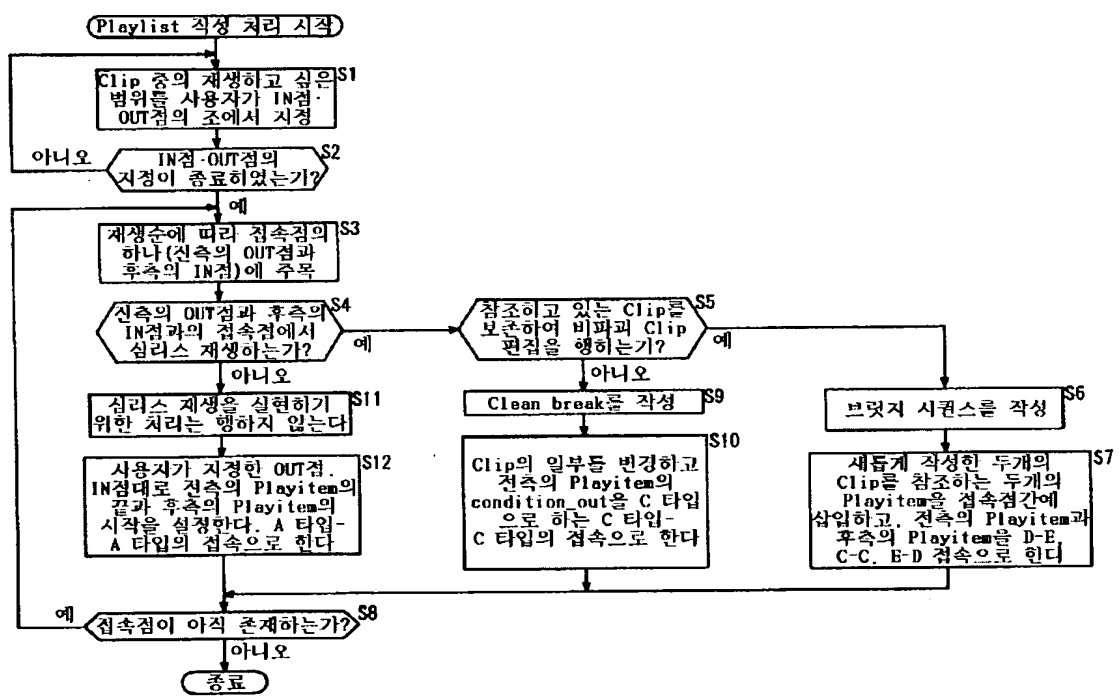 Playlist 작성 처리 시작
Clip 중의 재생하고 싶은 S1
범위를 사용자가 IN점·
OUT점의 조에서 지정
아니오
IN점·OUT점의 S2
지정이 종료히었는기?
예
재생순에 따라 접속점의 S3
하나(신측의 OUT점과
후측의 IN점)에 주목
신측의 OUT점과 후측의 S4
IN점과의 접속점에서
심리스 재생하는가?
예
아니오
참조히고 있는 Clip를 S5
보존하여 비파괴 Clip
편집을 행히는기?
예
아니오
심리스 재생을 실현히기 S11
위한 처리는 행하지 않는다
Clean break를 작성 S9
브릿지 시퀀스를 작성 S6
사용자가 지정한 OUT점. S12
IN점대로 전측의 Playitem의
끝과 후측의 Playitem의
시작을 설정한다. A 타입-
A 타입의 접속으로 한다
Clip의 일부를 변경하고 S10
전측의 Playitem의
condition_out을 C 타입
으로 하는 C 타입-
C 타입의 접속으로 한다
새롭게 작성한 두개의 S7
Clip를 참조하는 두개의
Playitem을 접속점간에
삽입하고, 전측의 Playitem과
후측의 Playitem을 D-E,
C-C, E-D 접속으로 한다
예
접속점이 아직 존재하는가? S8
아니오
종료